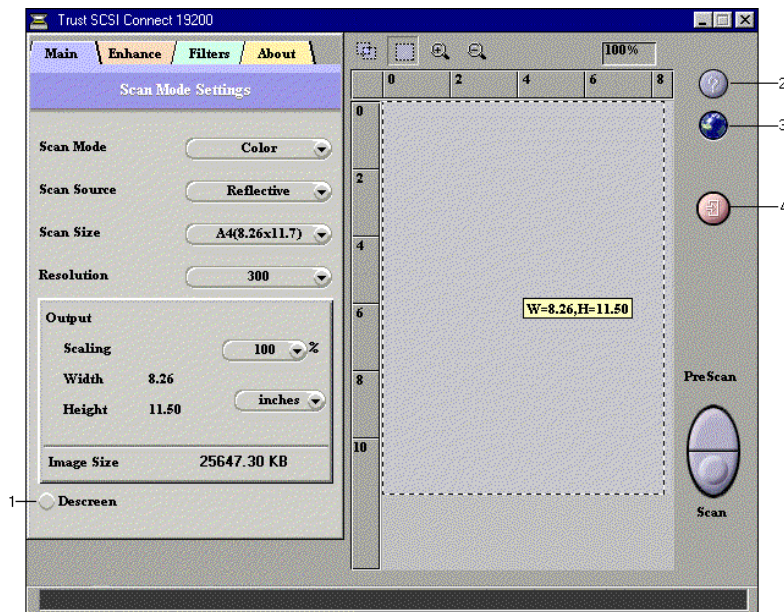 Trust SCSI Connect 19200
Main Enhance Filters About
100%
Scan Mode Settings
0 2 4 6 8
0
2
4
6
8
10
2
3
4
Scan Mode Color
Scan Source Reflective
Scan Size A4(8.26x11.7)
Resolution 300
Output
Scaling 100 %
Width 8.26
inches
Height 11.50
Image Size 25647.30 KB
1
Descreen
W=8.26,H=11.50
PreScan
Scan